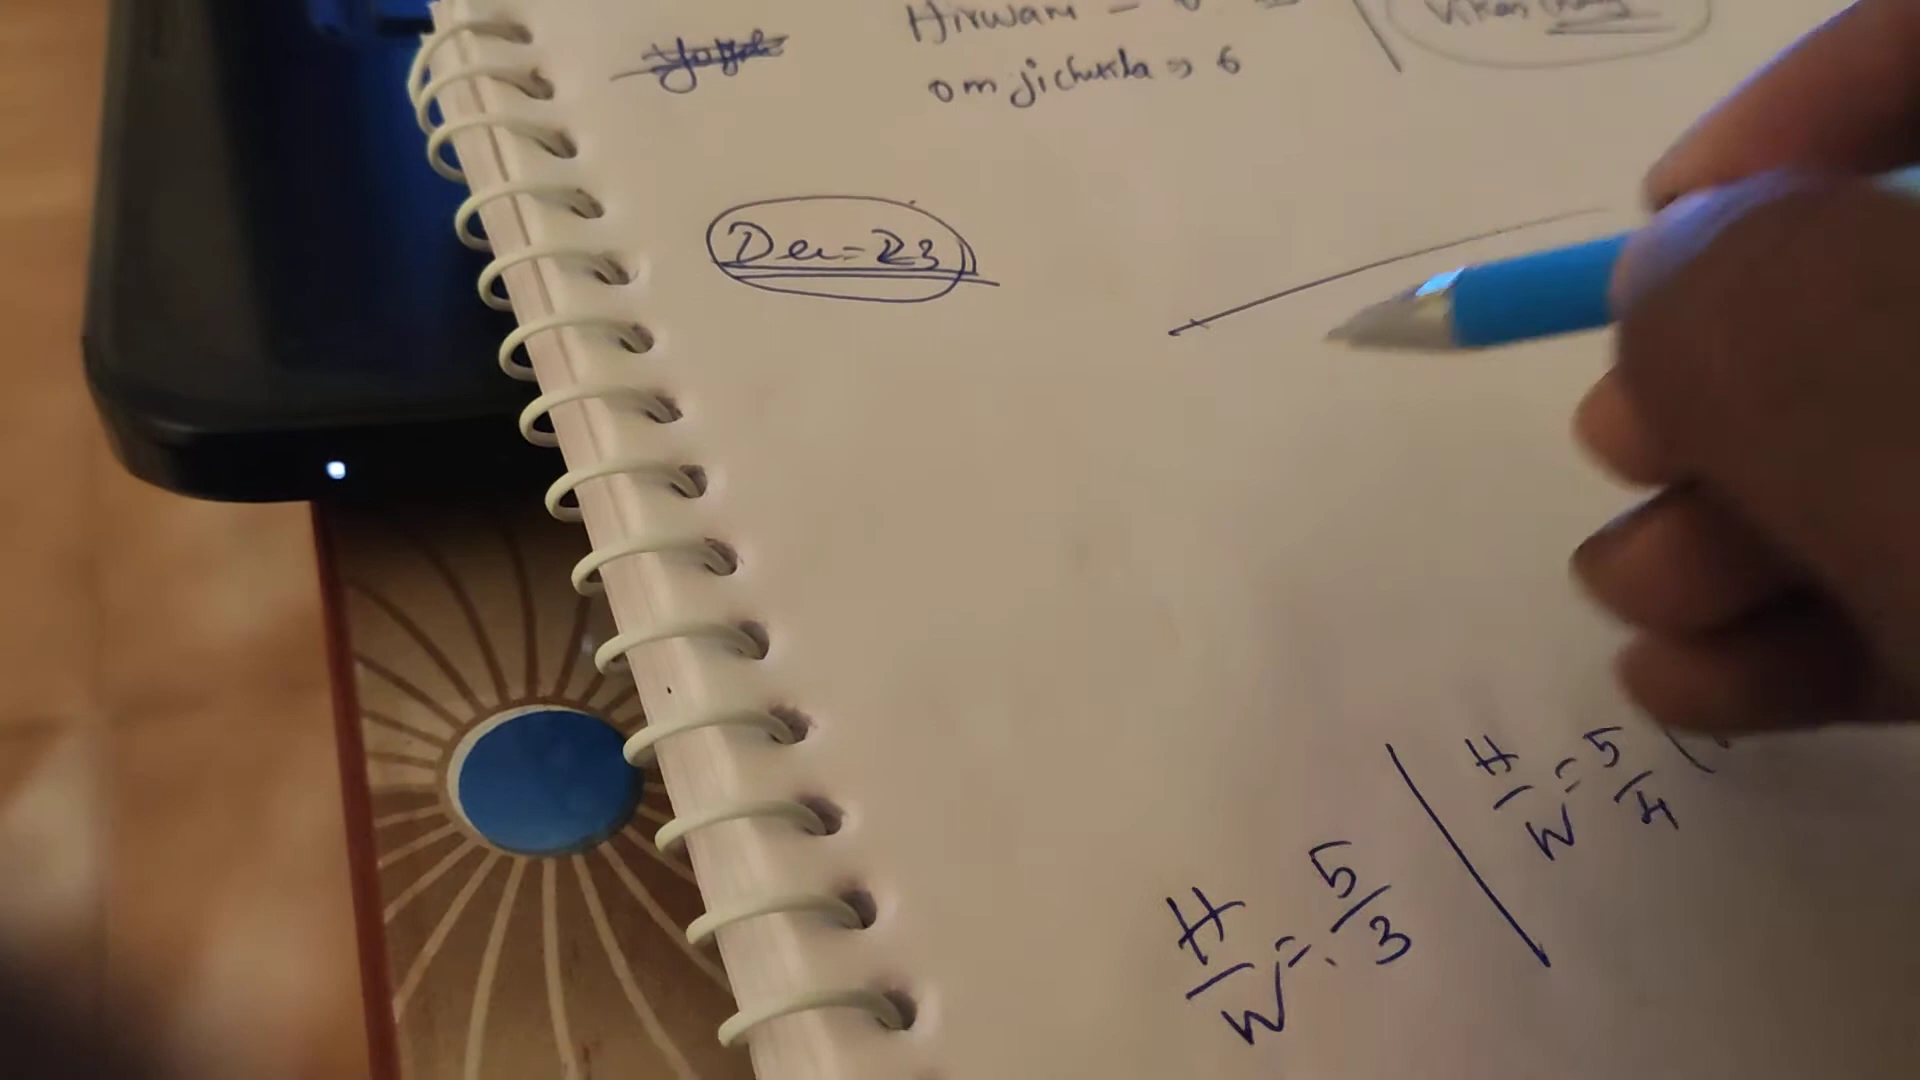 Hirwani -
om jichukla => 6
Dec-23
H/W = 5/3
H/W = 5/4 (